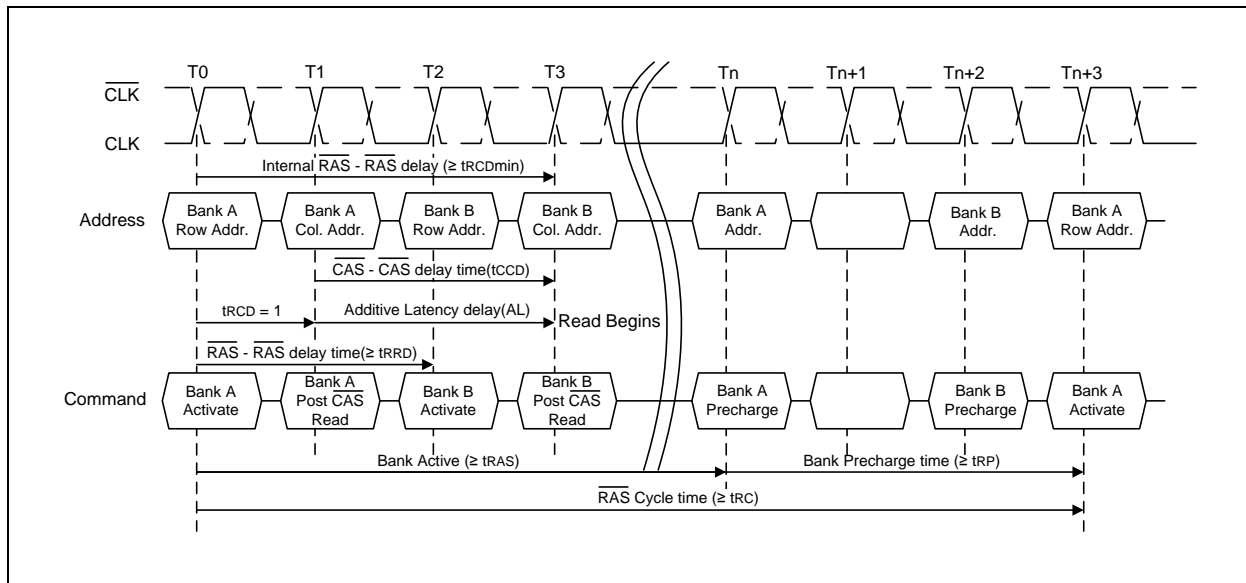 T0 T1 T2 T3 Tn Tn+1 Tn+2 Tn+3
CLK
CLK
Internal RAS - RAS delay (≥ tRCDmin)
Address
Bank A
Row Addr.
Bank A
Col. Addr.
Bank B
Row Addr.
Bank B
Col. Addr.
Bank A
Addr.
Bank B
Addr.
Bank A
Row Addr.
CAS - CAS delay time(tCCD)
tRCD = 1
Additive Latency delay(AL)
Read Begins
RAS - RAS delay time(≥ tRRD)
Command
Bank A
Activate
Bank A
Post CAS
Read
Bank B
Activate
Bank B
Post CAS
Read
Bank A
Precharge
Bank B
Precharge
Bank A
Activate
Bank Active (≥ tRAS)
Bank Precharge time (≥ tRP)
RAS Cycle time (≥ tRC)